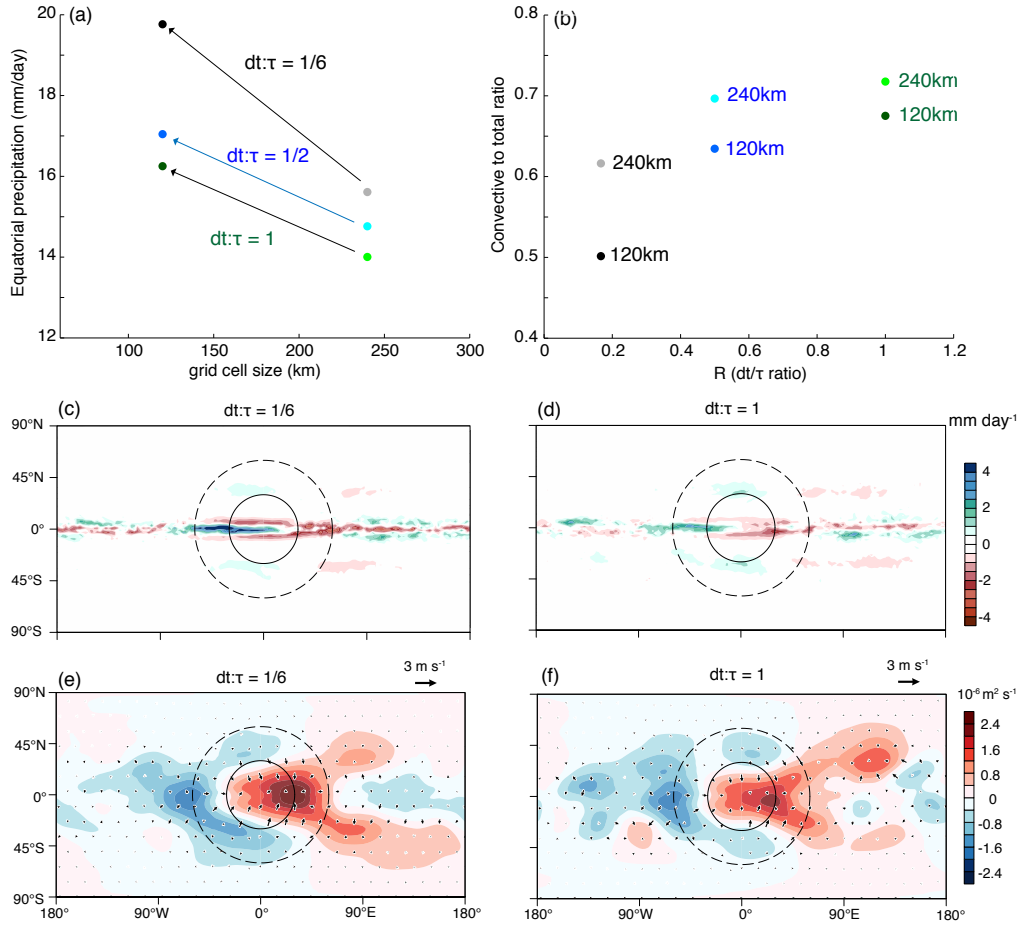 (a)
20
18
16
14
12
Equatorial precipitation (mm/day)
dt:τ = 1/6
dt:τ = 1/2
dt:τ = 1
100 150 200 250 300
grid cell size (km)
(b)
0.8
0.7
0.6
0.5
0.4
Convective to total ratio
240km
120km
240km
120km
240km
120km
0 0.2 0.4 0.6 0.8 1 1.2
R (dt/τ ratio)
(c)
dt:τ = 1/6
90°N
45°N
0°
45°S
90°S
(d)
dt:τ = 1
mm day⁻¹
4
2
0
-2
-4
(e)
dt:τ = 1/6
3 m s⁻¹
90°N
45°N
0°
45°S
90°S
180° 90°W 0° 90°E 180°
(f)
dt:τ = 1
3 m s⁻¹
10⁻⁶ m² s⁻¹
2.4
1.6
0.8
0
-0.8
-1.6
-2.4
180° 90°W 0° 90°E 180°